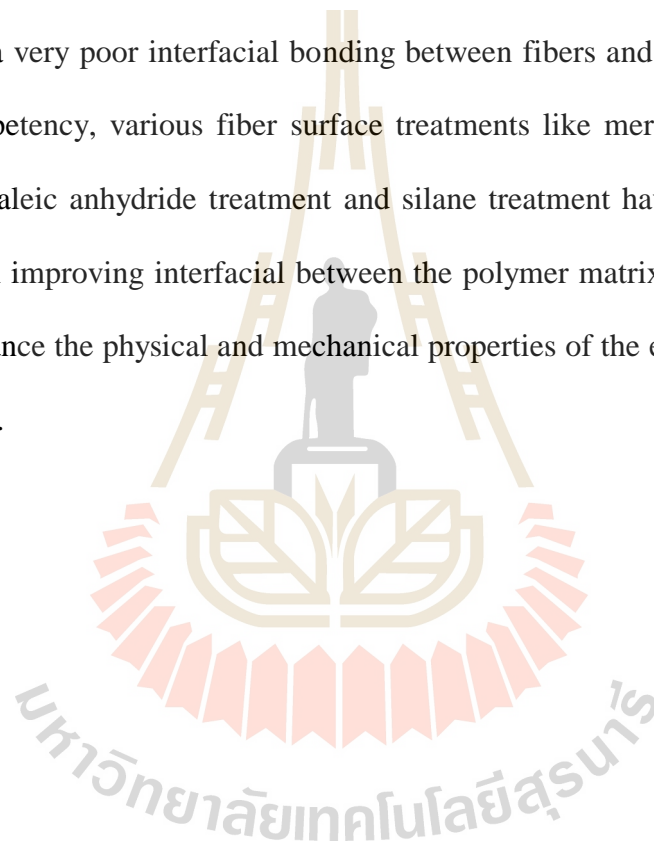 a very poor interfacial bonding between fibers and
petency, various fiber surface treatments like mer
aleic anhydride treatment and silane treatment ha
improving interfacial between the polymer matrix
ance the physical and mechanical properties of the e
.
มหาวิทยาลัยเทคโนโลยีสุรนารี